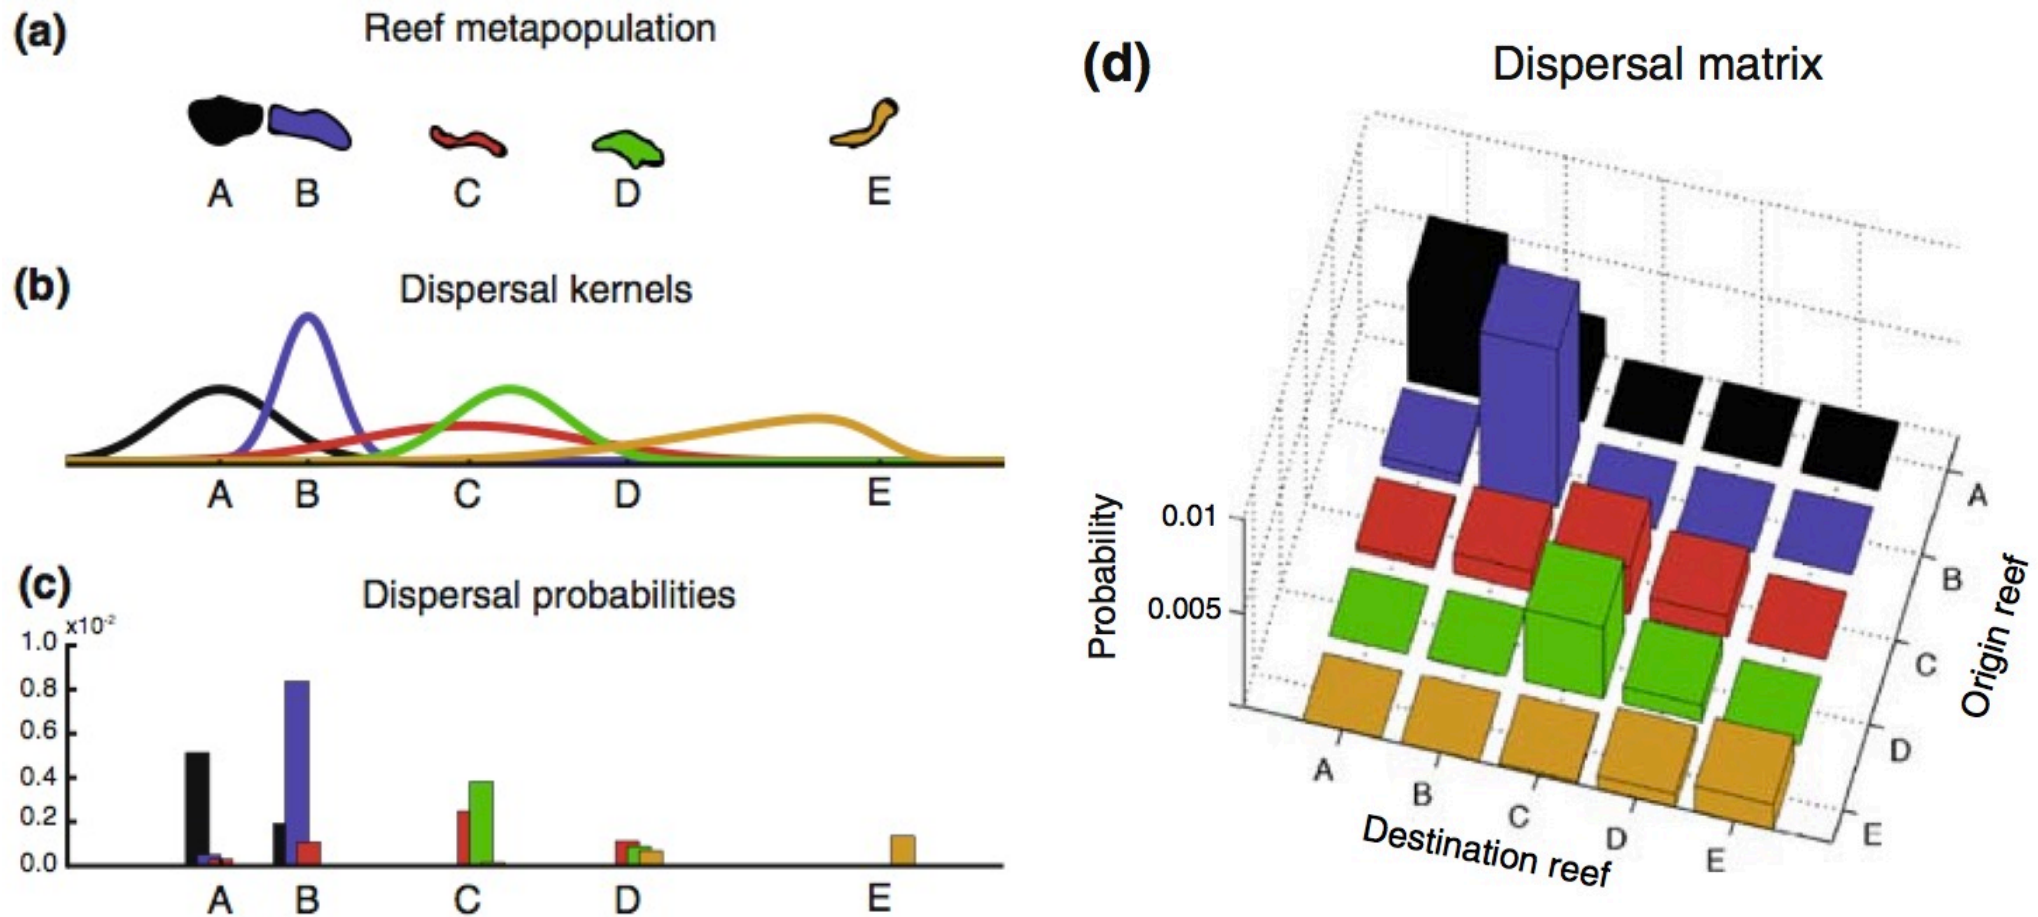 (a) Reef metapopulation
A B C D E
(b) Dispersal kernels
A B C D E
(c) Dispersal probabilities
x10-2
1.0
0.8
0.6
0.4
0.2
0.0
A B C D E
(d) Dispersal matrix
Probability
0.01
0.005
A B C D E
Destination reef
A B C D E
Origin reef